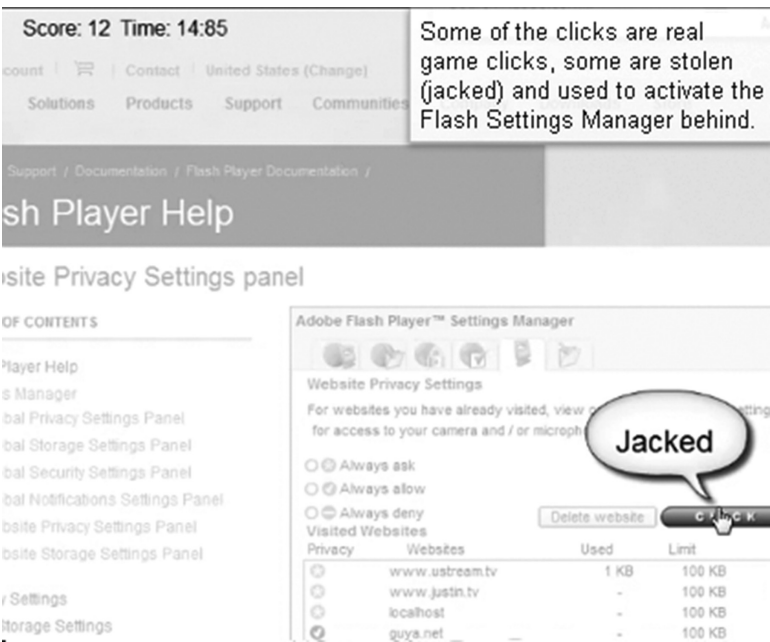 Score: 12 Time: 14:85
Some of the clicks are real
game clicks, some are stolen
(jacked) and used to activate the
Flash Settings Manager behind.
count | Contact United States (Change)
Solutions Products Support Communities
Support / Documentation / Flash Player Documentation /
sh Player Help
bsite Privacy Settings panel
OF CONTENTS
Player Help
s Manager
bal Privacy Settings Panel
bal Storage Settings Panel
bal Security Settings Panel
bal Notifications Settings Panel
bsite Privacy Settings Panel
bsite Storage Settings Panel
y Settings
Storage Settings
Adobe Flash Player™ Settings Manager
Website Privacy Settings
For websites you have already visited, view
for access to your camera and / or
Jacked
Always ask
Always allow
Always deny
Delete website
Visited Websites
Privacy Websites Used Limit
www.ustream.tv 1 KB 100 KB
www.justin.tv - 100 KB
localhost - 100 KB
guya.net - 100 KB